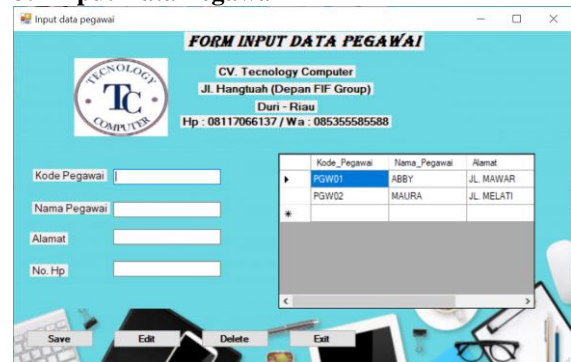 Input data pegawai
FORM INPUT DATA PEGAWAI
TECNOLOGY
TC
COMPUTER
CV. Tecnology Computer
Jl. Hangtuah (Depan FIF Group)
Duri - Riau
Hp : 08117066137 / Wa : 085355585588
Kode Pegawai
Nama Pegawai
Alamat
No. Hp
Kode_Pegawai Nama_Pegawai Alamat
PGW01 ABBY JL. MAWAR
PGW02 MAURA JL. MELATI
Save Edit Delete Exit